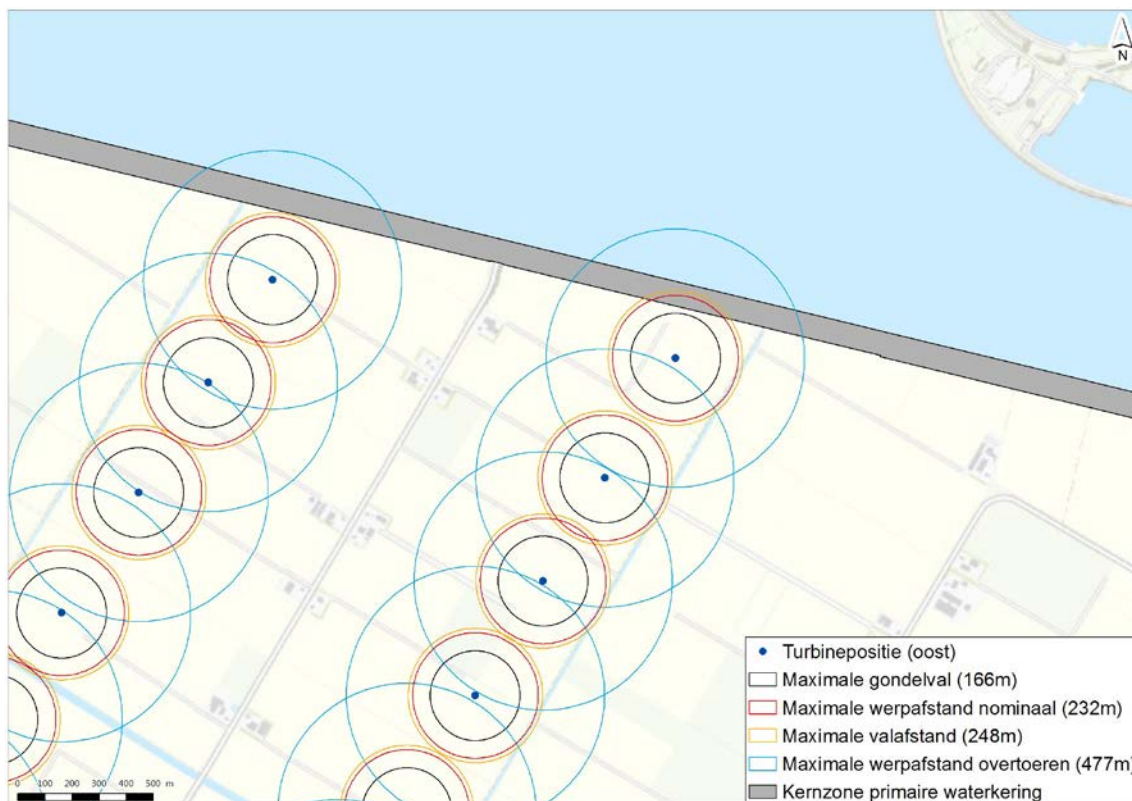 N
Turbinepositie (oost)
Maximale gondelval (166m)
Maximale werpafstand nominaal (232m)
Maximale valafstand (248m)
Maximale werpafstand overtoeren (477m)
Kernzone primaire waterkering
0 100 200 300 400 500 m